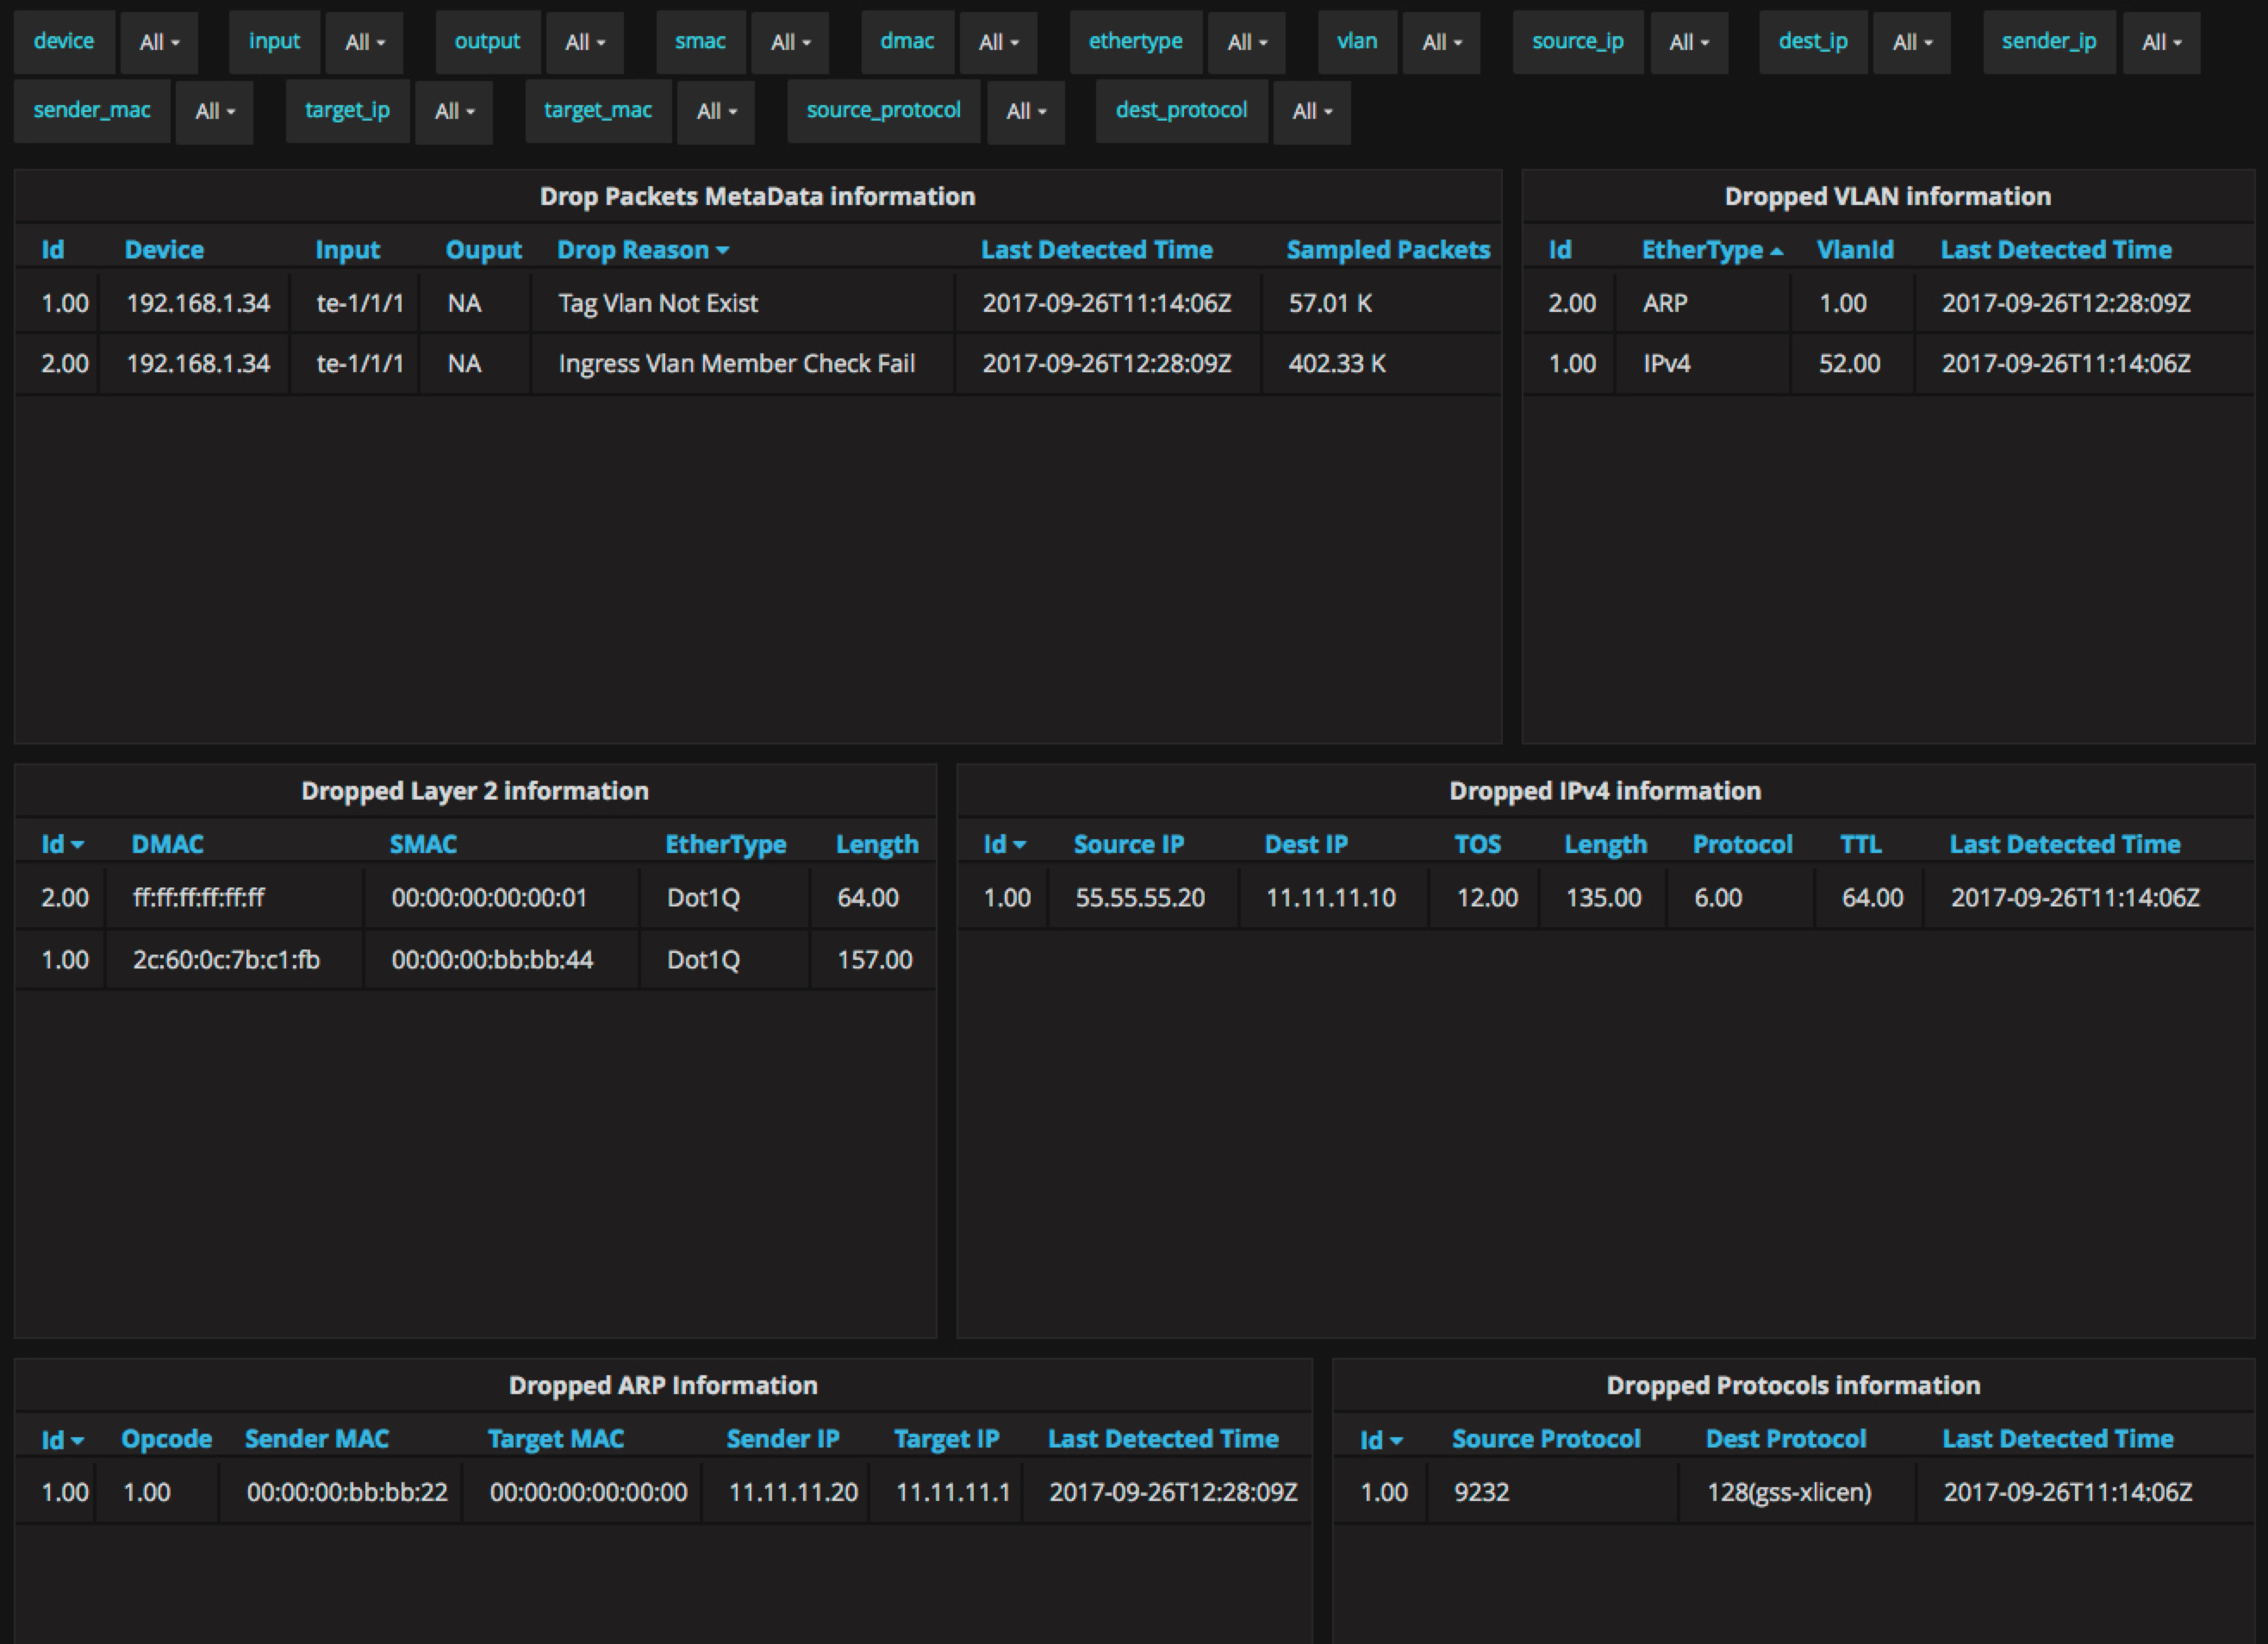 device All input All output All smac All dmac All ethertype All vlan All source_ip All dest_ip All sender_ip All
sender_mac All target_ip All target_mac All source_protocol All dest_protocol All
Drop Packets MetaData information
Id Device Input Ouput Drop Reason Last Detected Time Sampled Packets
1.00 192.168.1.34 te-1/1/1 NA Tag Vlan Not Exist 2017-09-26T11:14:06Z 57.01 K
2.00 192.168.1.34 te-1/1/1 NA Ingress Vlan Member Check Fail 2017-09-26T12:28:09Z 402.33 K
Dropped VLAN information
Id EtherType VlanId Last Detected Time
2.00 ARP 1.00 2017-09-26T12:28:09Z
1.00 IPv4 52.00 2017-09-26T11:14:06Z
Dropped Layer 2 information
Id DMAC SMAC EtherType Length
2.00 ff:ff:ff:ff:ff:ff 00:00:00:00:00:01 Dot1Q 64.00
1.00 2c:60:0c:7b:c1:fb 00:00:00:bb:bb:44 Dot1Q 157.00
Dropped IPv4 information
Id Source IP Dest IP TOS Length Protocol TTL Last Detected Time
1.00 55.55.55.20 11.11.11.10 12.00 135.00 6.00 64.00 2017-09-26T11:14:06Z
Dropped ARP Information
Id Opcode Sender MAC Target MAC Sender IP Target IP Last Detected Time
1.00 1.00 00:00:00:bb:bb:22 00:00:00:00:00:00 11.11.11.20 11.11.11.1 2017-09-26T12:28:09Z
Dropped Protocols information
Id Source Protocol Dest Protocol Last Detected Time
1.00 9232 128(gss-xlicen) 2017-09-26T11:14:06Z